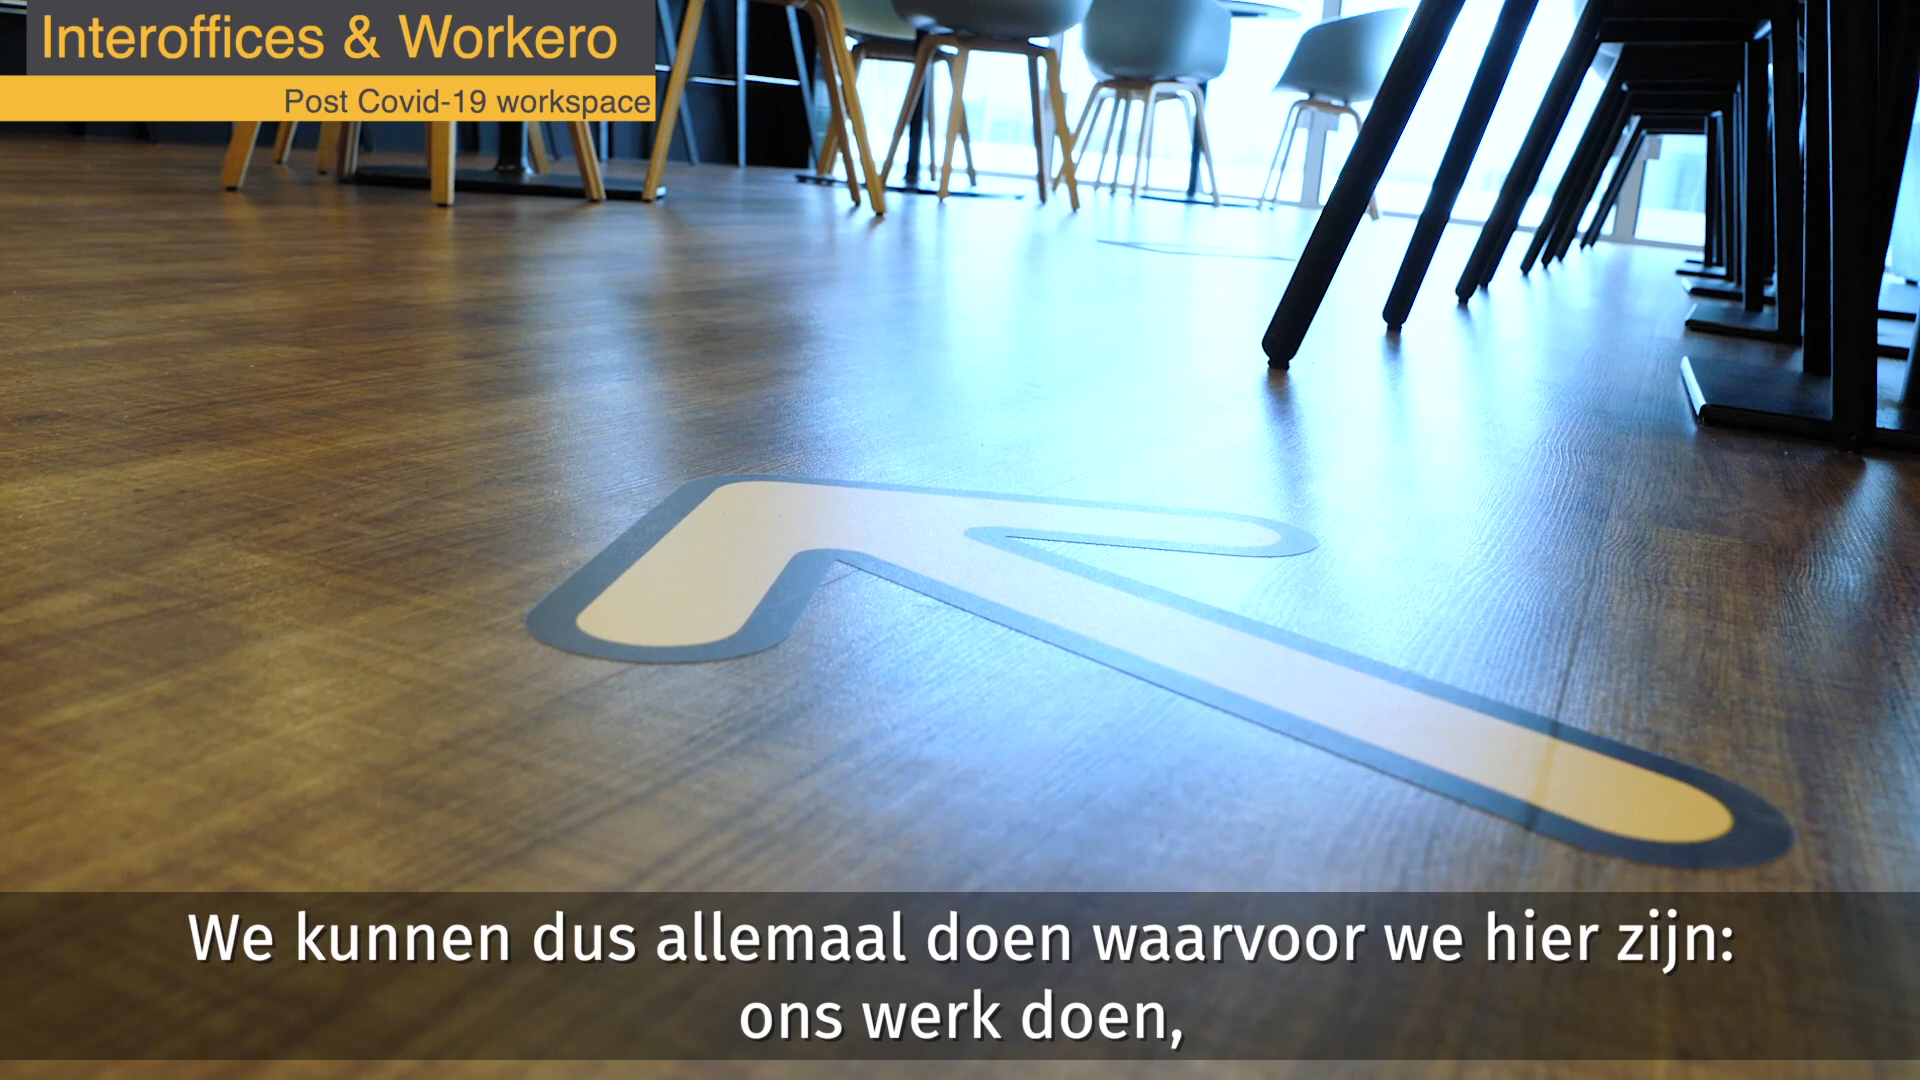 Interoffices & Workero
Post Covid-19 workspace
We kunnen dus allemaal doen waarvoor we hier zijn:
ons werk doen,